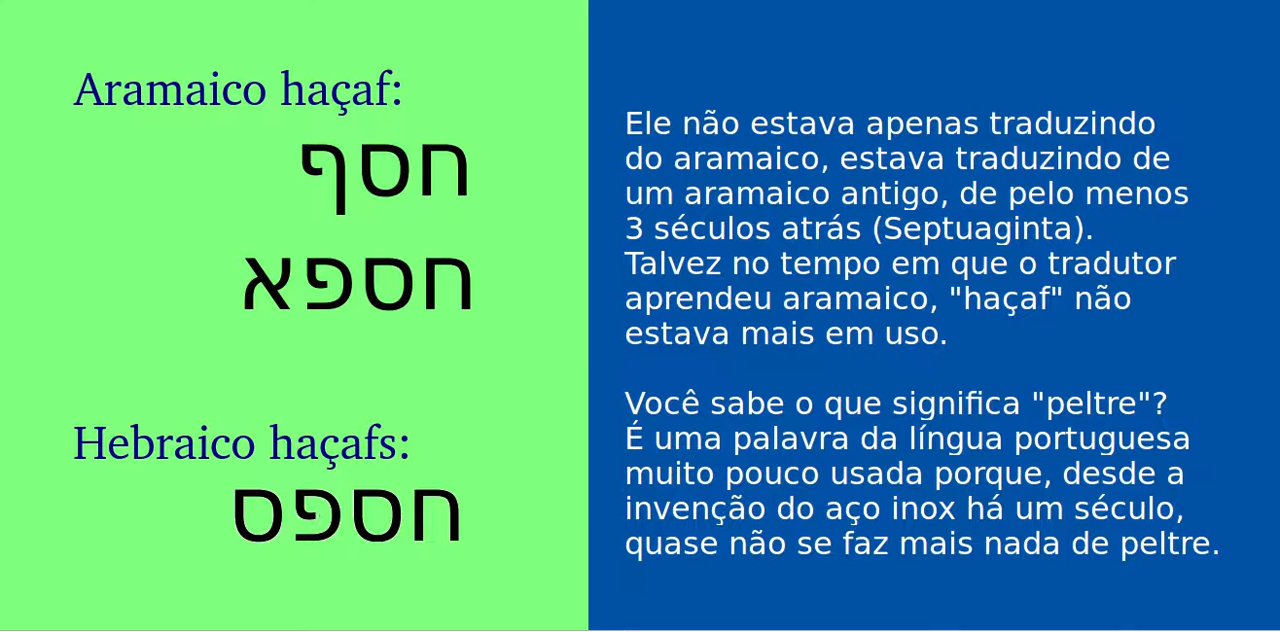 Aramaico haçaf:
חסף
חספא
Hebraico haçafs:
חספס
Ele não estava apenas traduzindo
do aramaico, estava traduzindo de
um aramaico antigo, de pelo menos
3 séculos atrás (Septuaginta).
Talvez no tempo em que o tradutor
aprendeu aramaico, "haçaf" não
estava mais em uso.
Você sabe o que significa "peltre"?
É uma palavra da língua portuguesa
muito pouco usada porque, desde a
invenção do aço inox há um século,
quase não se faz mais nada de peltre.